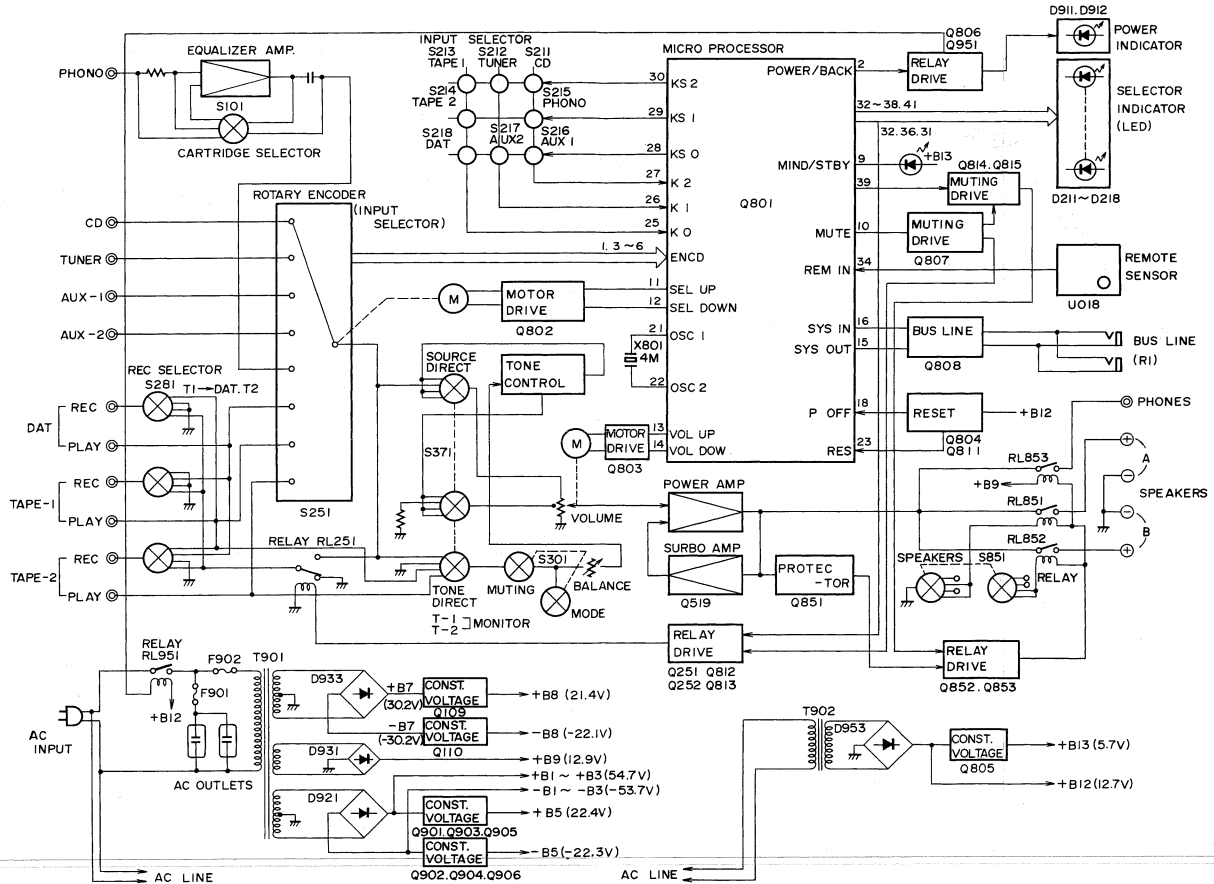 D911. D912
POWER
INDICATOR
Q806
Q951
RELAY
DRIVE
INPUT SELECTOR
S213
TAPE 1
S212
TUNER
S211
CD
MICRO PROCESSOR
EQUALIZER AMP.
PHONO
S101
CARTRIDGE SELECTOR
S214
TAPE 2
S215
PHONO
S218
DAT
S217
AUX2
S216
AUX 1
30
KS 2
29
KS 1
28
KS 0
27
K 2
26
K 1
25
K 0
1. 3~6
ENCD
11
SEL UP
12
SEL DOWN
21
OSC 1
X801
4M
22
OSC 2
13
VOL UP
14
VOL DOW
Q801
POWER/BACK
2
32~38.41
32.36.31
MIND/STBY
9
+B13
39
MUTE
10
REM IN
34
SYS IN
16
SYS OUT
15
P OFF
18
RES
23
SELECTOR
INDICATOR
(LED)
D211~D218
Q814. Q815
MUTING
DRIVE
MUTING
DRIVE
Q807
REMOTE
SENSOR
U018
BUS LINE
Q808
BUS LINE
(RI)
RESET
+B12
Q804
Q811
PHONES
ROTARY ENCODER
(INPUT
SELECTOR)
CD
TUNER
AUX-1
AUX-2
M
MOTOR
DRIVE
Q802
REC SELECTOR
S281
T1→DAT. T2
REC
DAT
PLAY
REC
TAPE-1
PLAY
REC
TAPE-2
PLAY
S251
SOURCE
DIRECT
TONE
CONTROL
S371
M
MOTOR
DRIVE
Q803
VOLUME
RELAY RL251
TONE
DIRECT
T-1
T-2
MONITOR
MUTING
S301
BALANCE
MODE
POWER AMP
SURBO AMP
Q519
PROTEC
-TOR
Q851
RL853
+B9
RL851
RL852
A
SPEAKERS
B
SPEAKERS
S851
RELAY
RELAY
DRIVE
Q251 Q812
Q252 Q813
RELAY
DRIVE
Q852. Q853
RELAY
RL951
F902
T901
F901
+B12
AC
INPUT
AC OUTLETS
D933
+B7
(30.2V)
CONST.
VOLTAGE
Q109
+B8 (21.4V)
-B7
(-30.2V)
CONST.
VOLTAGE
Q110
-B8 (-22.1V)
D931
+B9 (12.9V)
+B1 ~ +B3(54.7V)
-B1 ~ -B3(-53.7V)
D921
CONST.
VOLTAGE
Q901.Q903.Q905
+B5 (22.4V)
CONST.
VOLTAGE
Q902.Q904.Q906
-B5 (-22.3V)
AC LINE
AC LINE
T902
D953
CONST.
VOLTAGE
Q805
+B13 (5.7V)
+B12(12.7V)